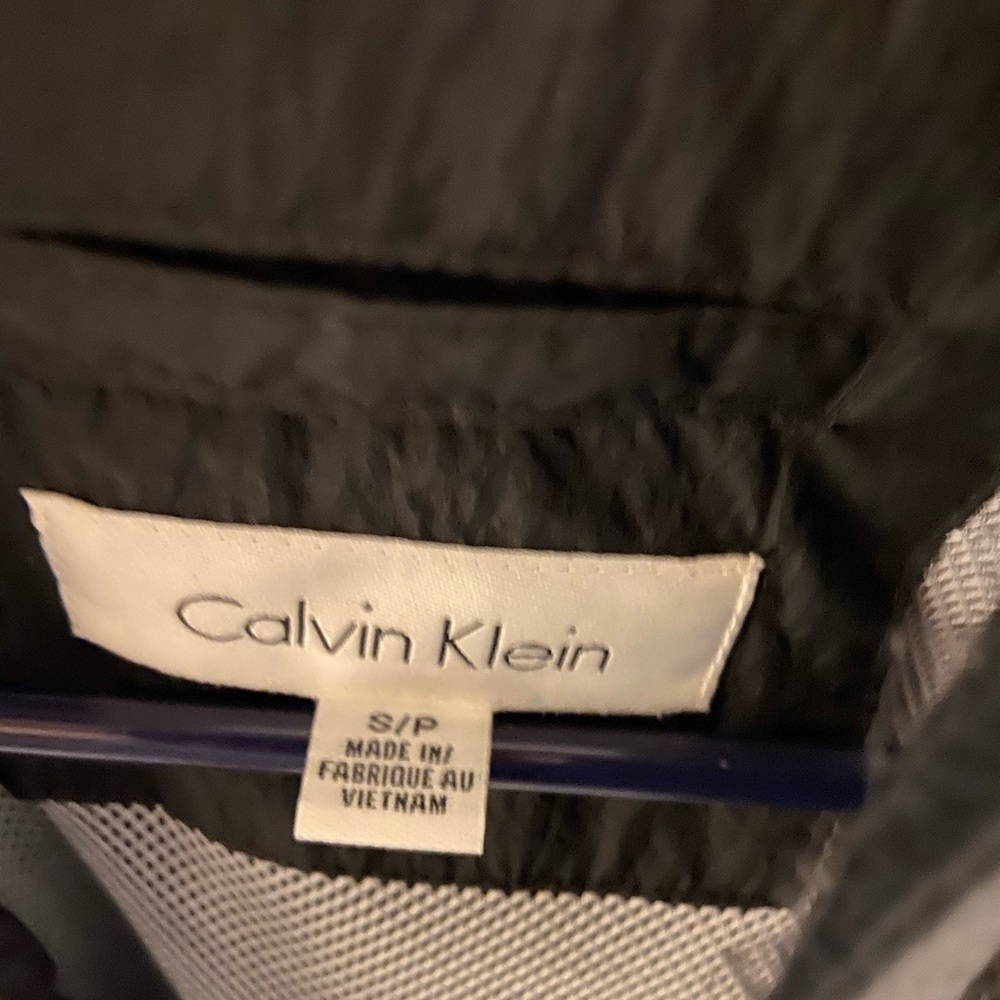 Calvin Klein
S/P
MADE IN/
FABRIQUE AU
VIETNAM